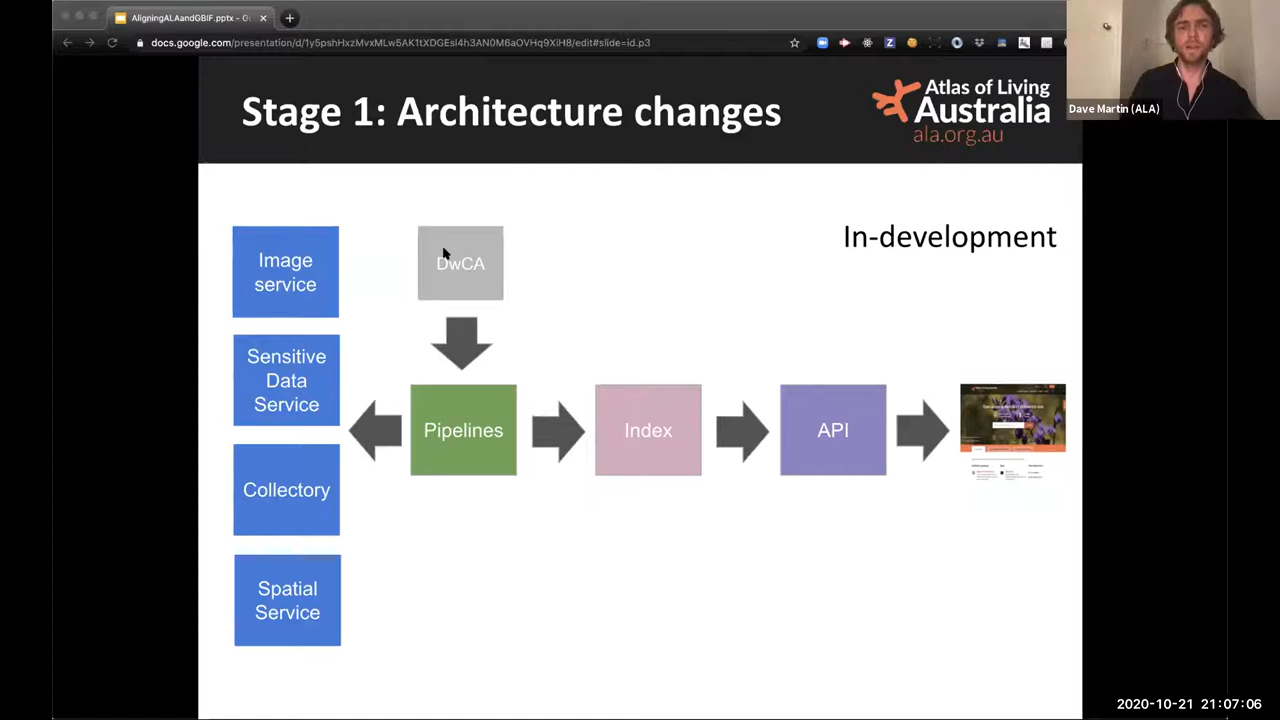 AligningALAandGBIF.pptx - G
docs.google.com/presentation/d/1y5pshHxzMvxMLw5AK1tXDGEsI4h3AN0M6aOVHq9XiH8/edit#slide=id.p3
Stage 1: Architecture changes
Atlas of Living
Australia
ala.org.au
Dave Martin (ALA)
In-development
Image
service
DwCA
Sensitive
Data
Service
Pipelines
Index
API
Collectory
Spatial
Service
2020-10-21 21:07:06